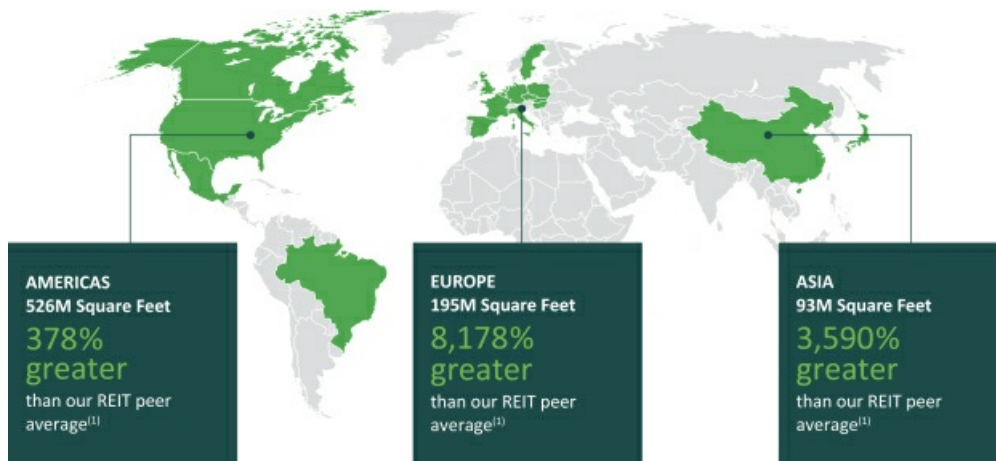 AMERICAS
526M Square Feet
378%
greater
than our REIT peer
average(1)
EUROPE
195M Square Feet
8,178%
greater
than our REIT peer
average(1)
ASIA
93M Square Feet
3,590%
greater
than our REIT peer
average(1)